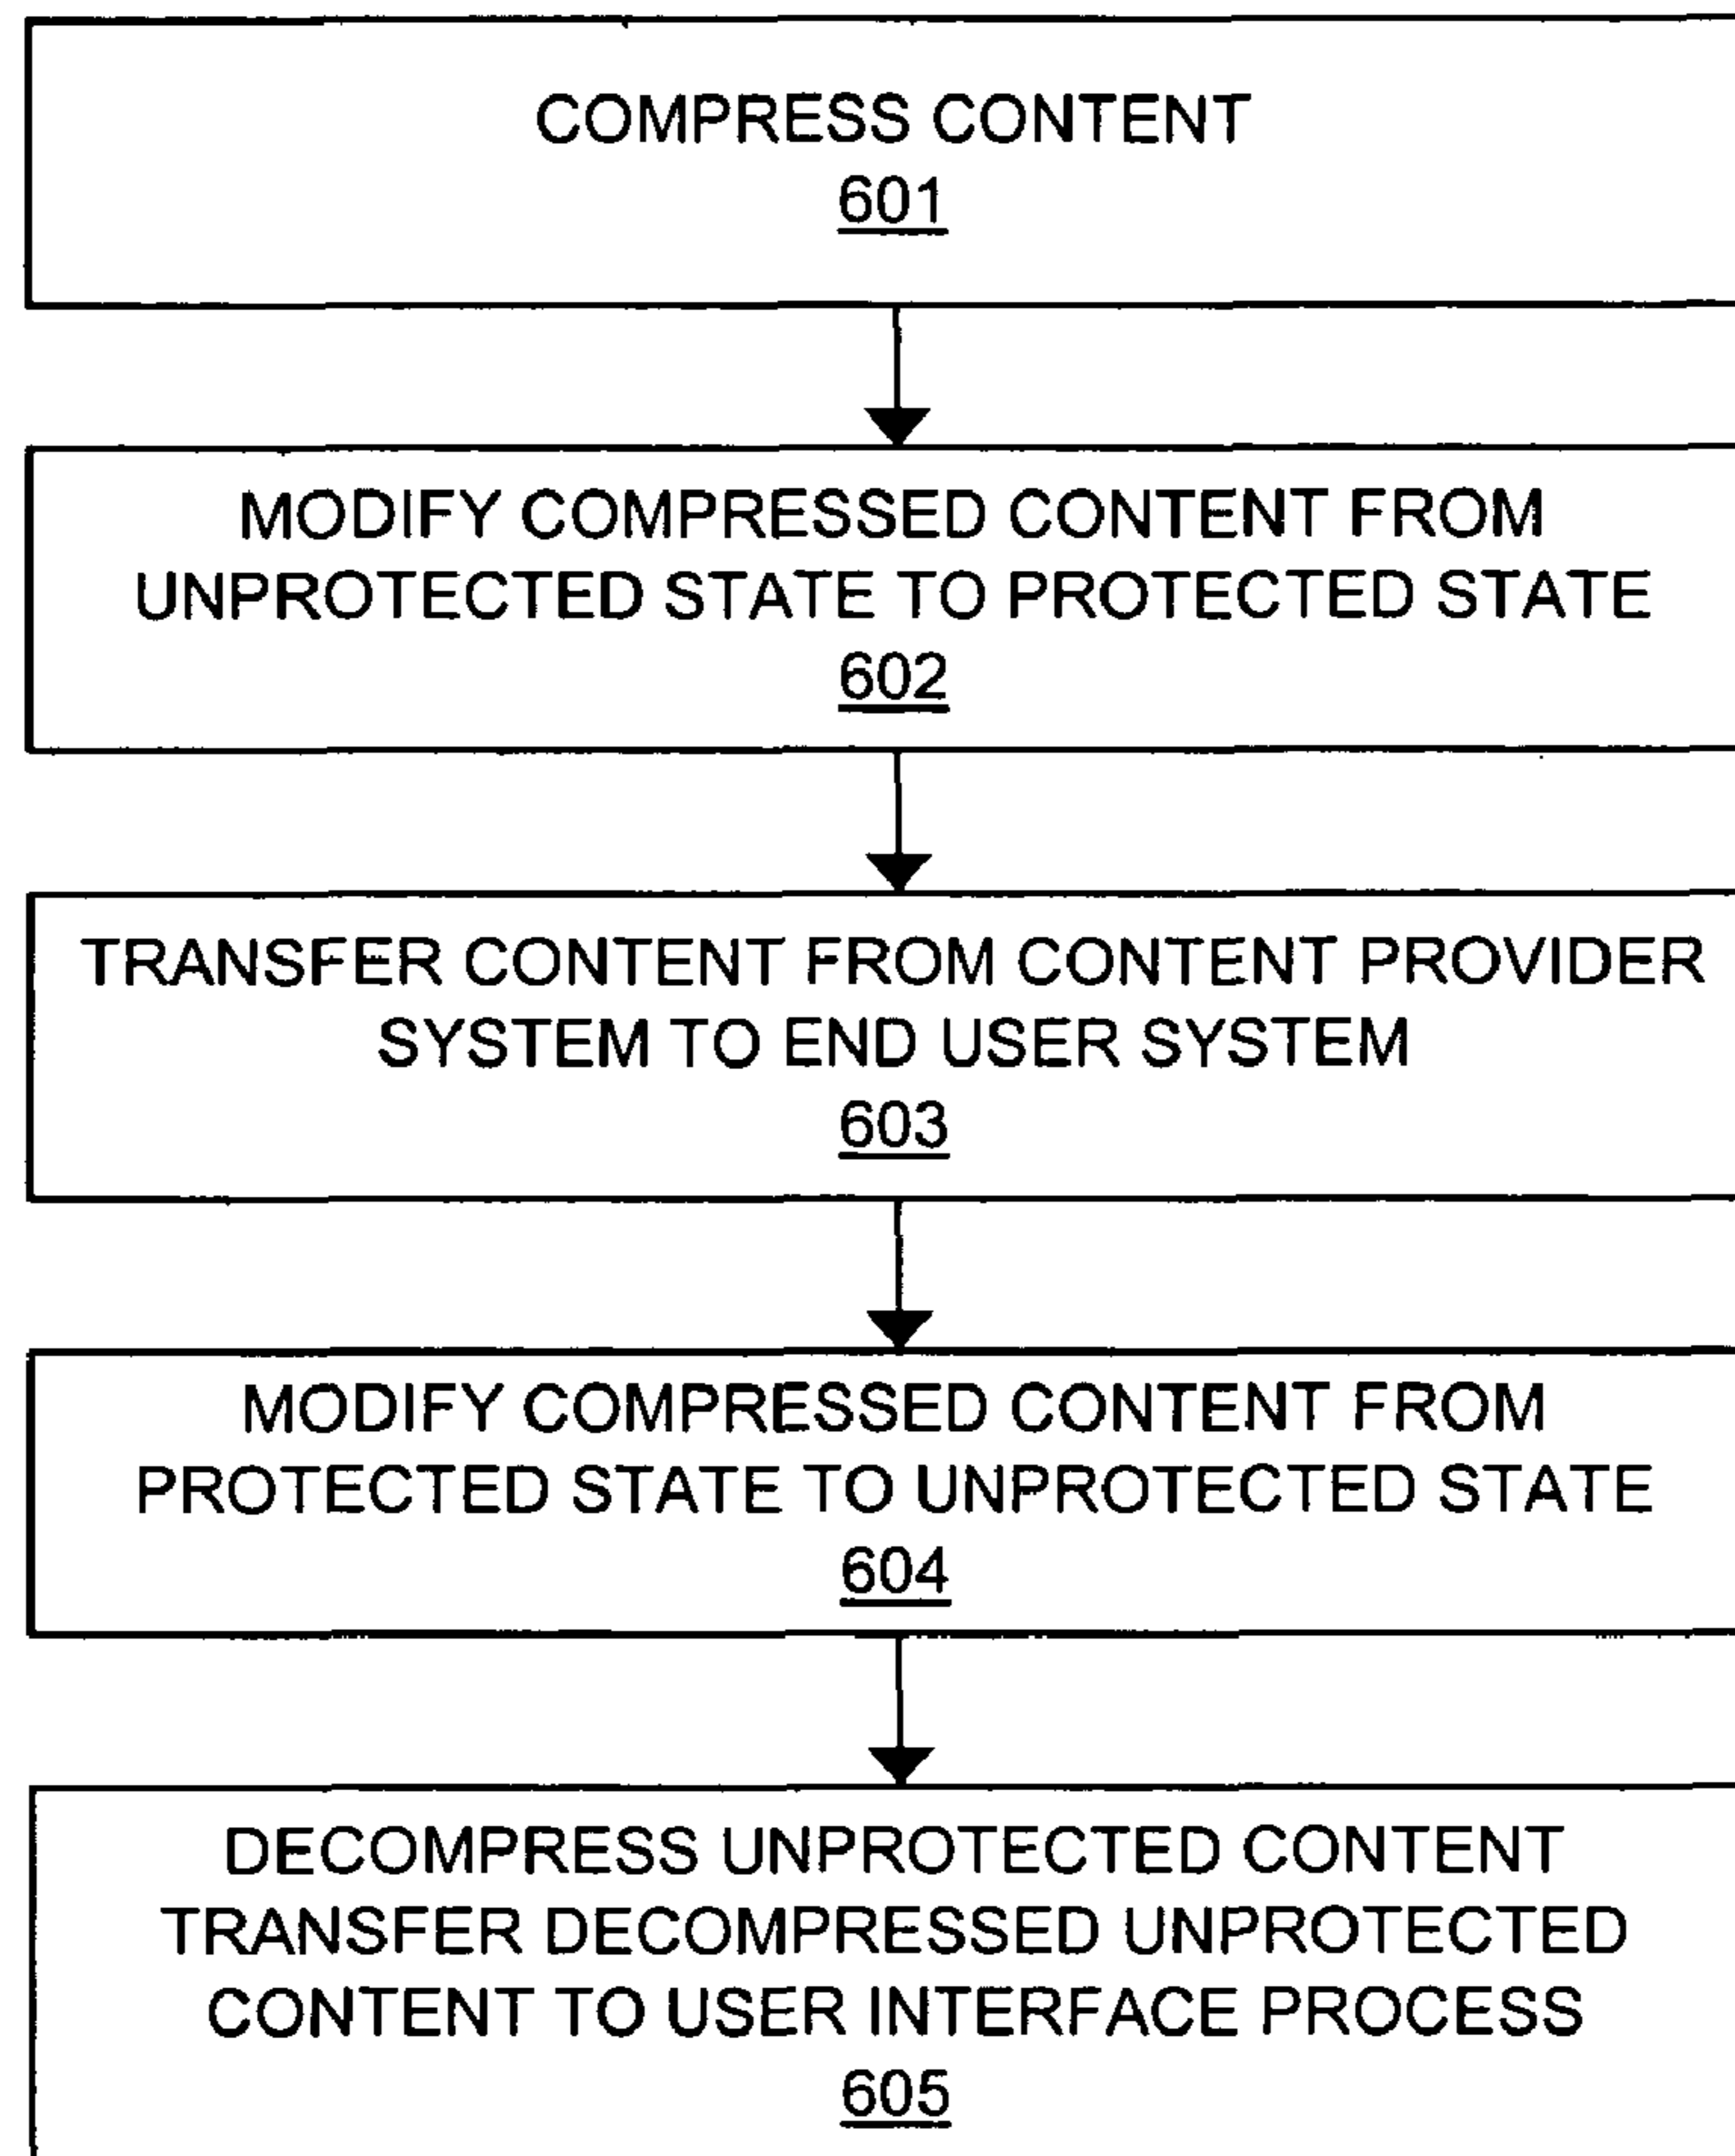 COMPRESS CONTENT
601
MODIFY COMPRESSED CONTENT FROM
UNPROTECTED STATE TO PROTECTED STATE
602
TRANSFER CONTENT FROM CONTENT PROVIDER
SYSTEM TO END USER SYSTEM
603
MODIFY COMPRESSED CONTENT FROM
PROTECTED STATE TO UNPROTECTED STATE
604
DECOMPRESS UNPROTECTED CONTENT
TRANSFER DECOMPRESSED UNPROTECTED
CONTENT TO USER INTERFACE PROCESS
605